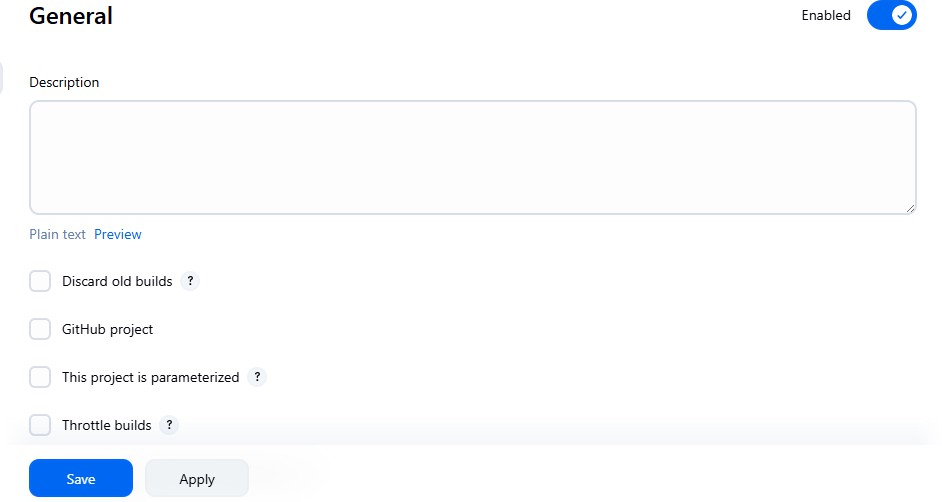 General
Enabled
Description
Plain text Preview
Discard old builds ?
GitHub project
This project is parameterized ?
Throttle builds ?
Save Apply